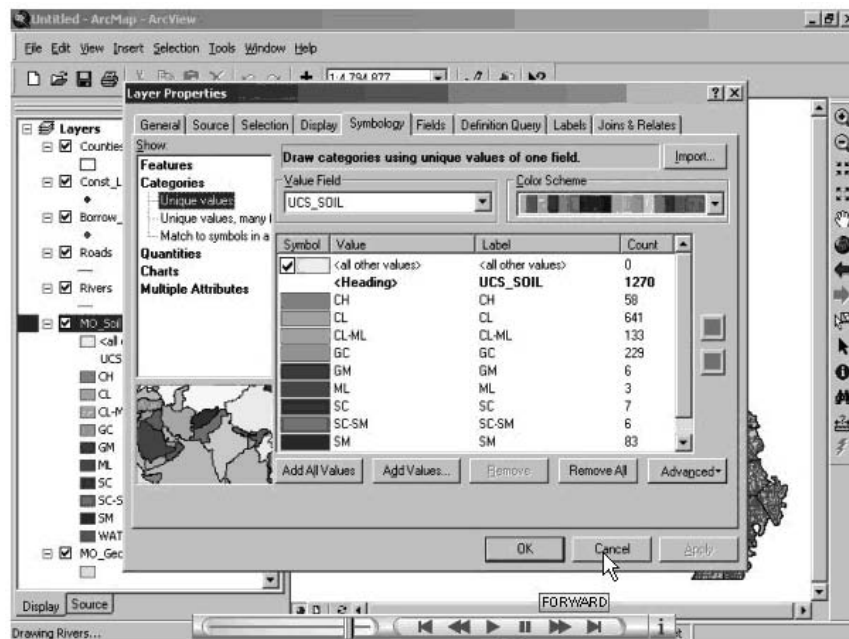 Untitled - ArcMap - ArcView
File Edit View Insert Selection Tools Window Help
1:4,794,877
Layer Properties
General Source Selection Display Symbology Fields Definition Query Labels Joins & Relates
Layers
Counties
Const_L
Borrow_
Roads
Rivers
MO_Soil
<all o
UCS
CH
CL
CL-M
GC
GM
ML
SC
SC-S
SM
WAT
MO_Geo
Show:
Features
Categories
Unique values
Unique values, many f
Match to symbols in a
Quantities
Charts
Multiple Attributes
Draw categories using unique values of one field.
Import...
Value Field
UCS_SOIL
Color Scheme
Symbol Value Label Count
<all other values> <all other values> 0
<Heading> UCS_SOIL 1270
CH CH 58
CL CL 641
CL-ML CL-ML 133
GC GC 229
GM GM 6
ML ML 3
SC SC 7
SC-SM SC-SM 6
SM SM 83
Add All Values Add Values... Remove Remove All Advanced
OK Cancel Apply
Display Source
FORWARD
Drawing Rivers...